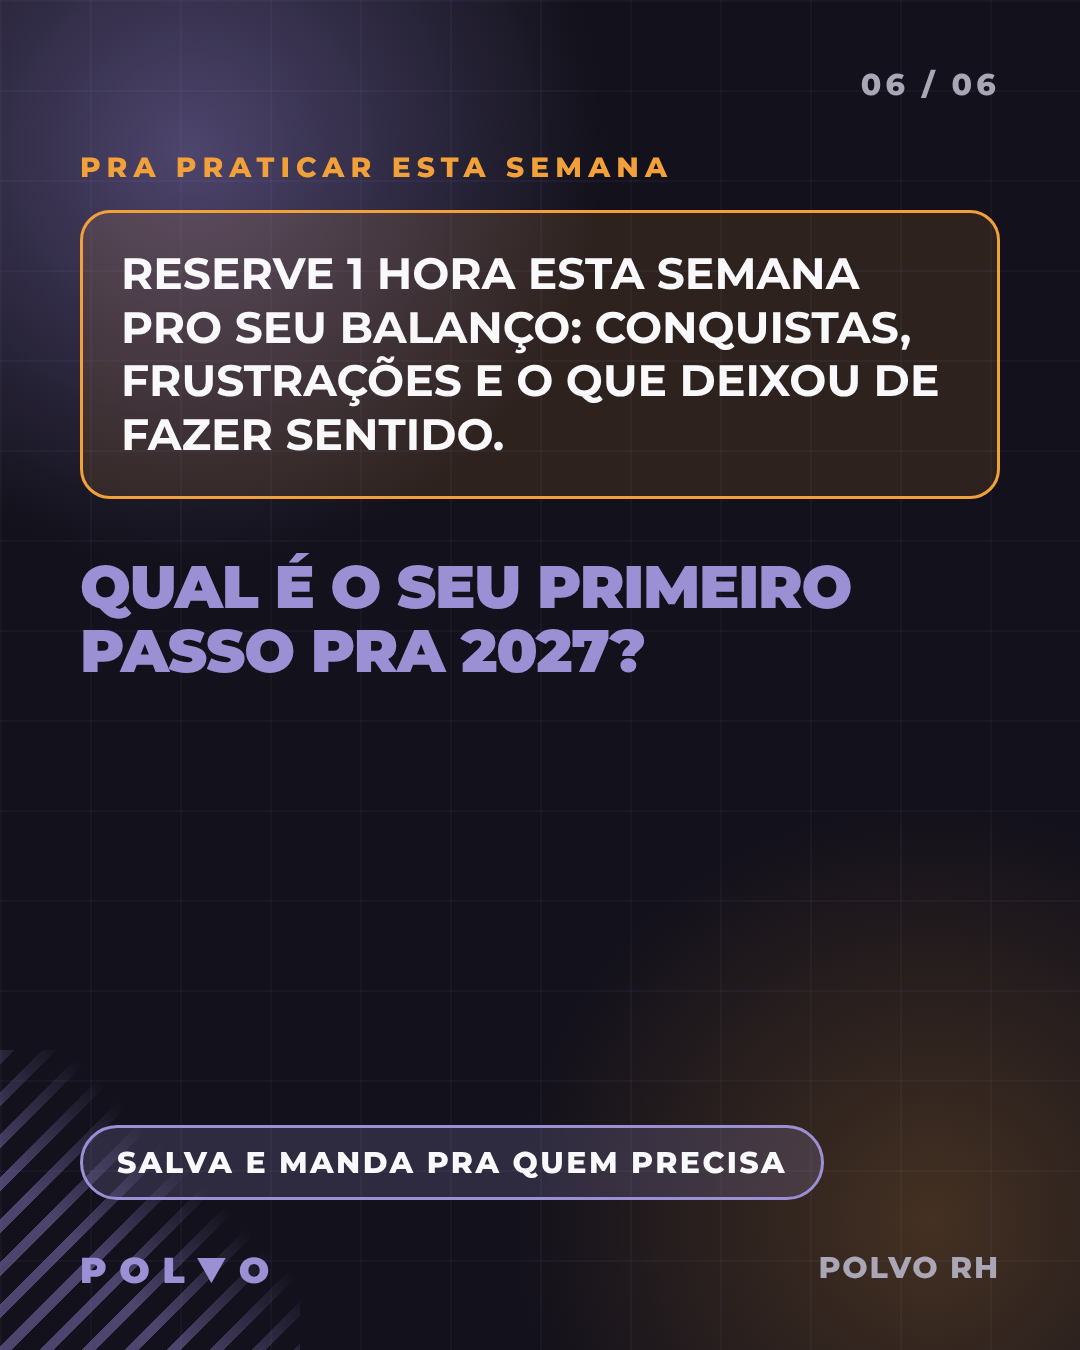 06 / 06
PRA PRATICAR ESTA SEMANA
RESERVE 1 HORA ESTA SEMANA
PRO SEU BALANÇO: CONQUISTAS,
FRUSTRAÇÕES E O QUE DEIXOU DE
FAZER SENTIDO.
QUAL É O SEU PRIMEIRO
PASSO PRA 2027?
SALVA E MANDA PRA QUEM PRECISA
POLVO
POLVO RH